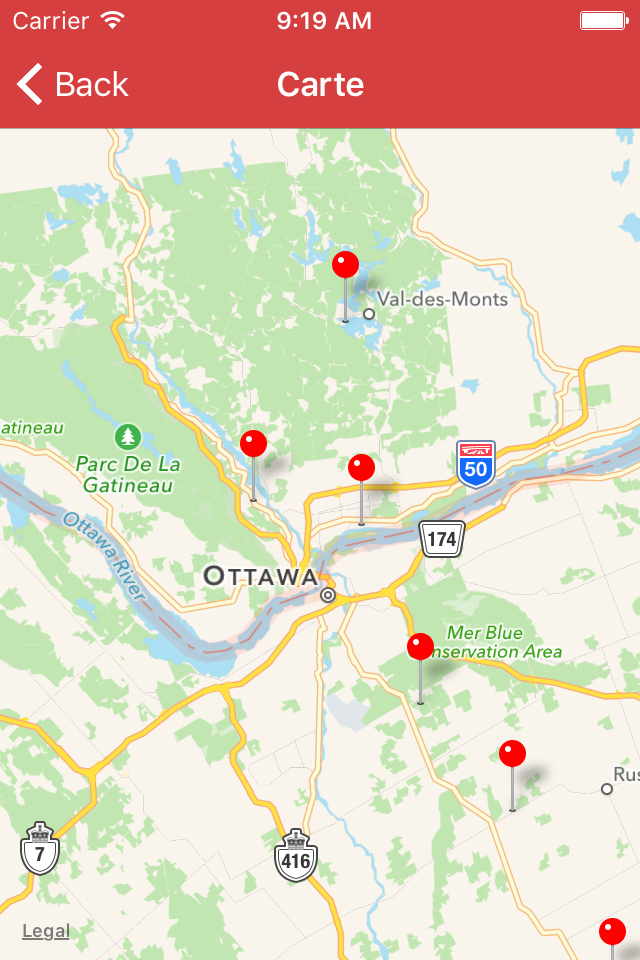 Carrier 9:19 AM
Back Carte
Val-des-Monts
atineau
Parc De La
Gatineau
50
174
Ottawa River
OTTAWA
Mer Blue
nservation Area
Rus
7
416
Legal